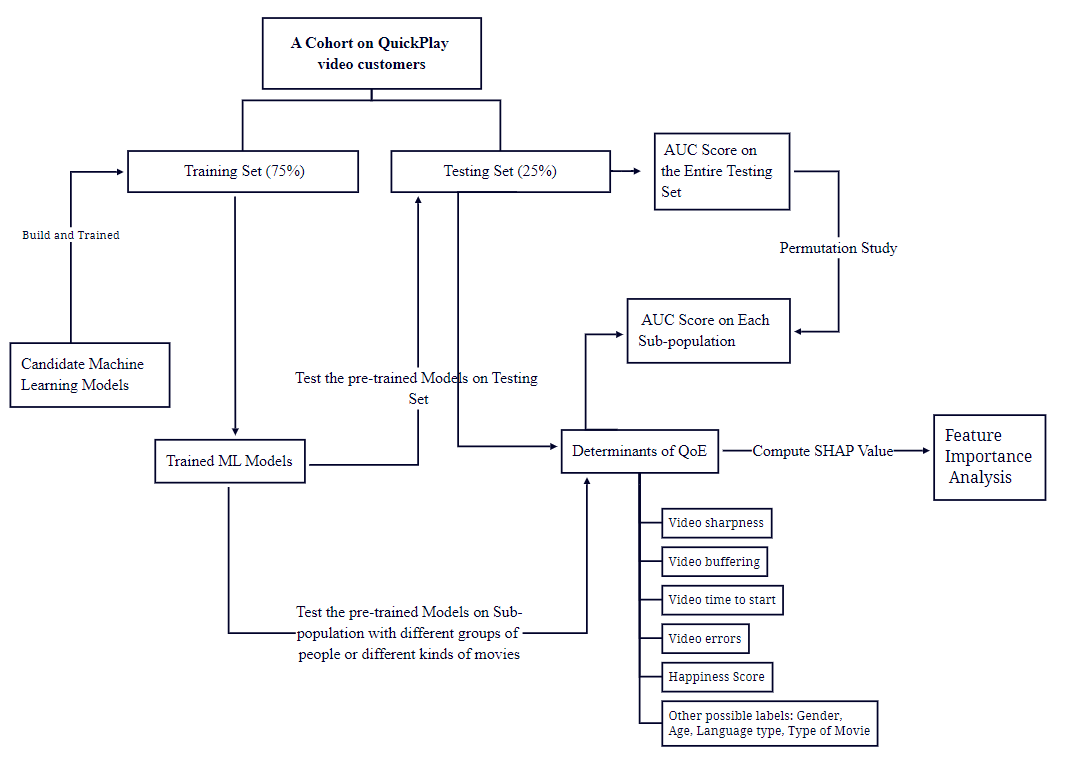 A Cohort on QuickPlay
video customers
Training Set (75%)
Testing Set (25%)
AUC Score on
the Entire Testing
Set
Build and Trained
Permutation Study
AUC Score on Each
Sub-population
Candidate Machine
Learning Models
Test the pre-trained Models on Testing
Set
Trained ML Models
Determinants of QoE
Compute SHAP Value
Feature
Importance
Analysis
Video sharpness
Video buffering
Video time to start
Video errors
Happiness Score
Other possible labels: Gender,
Age, Language type, Type of Movie
Test the pre-trained Models on Sub-
population with different groups of
people or different kinds of movies